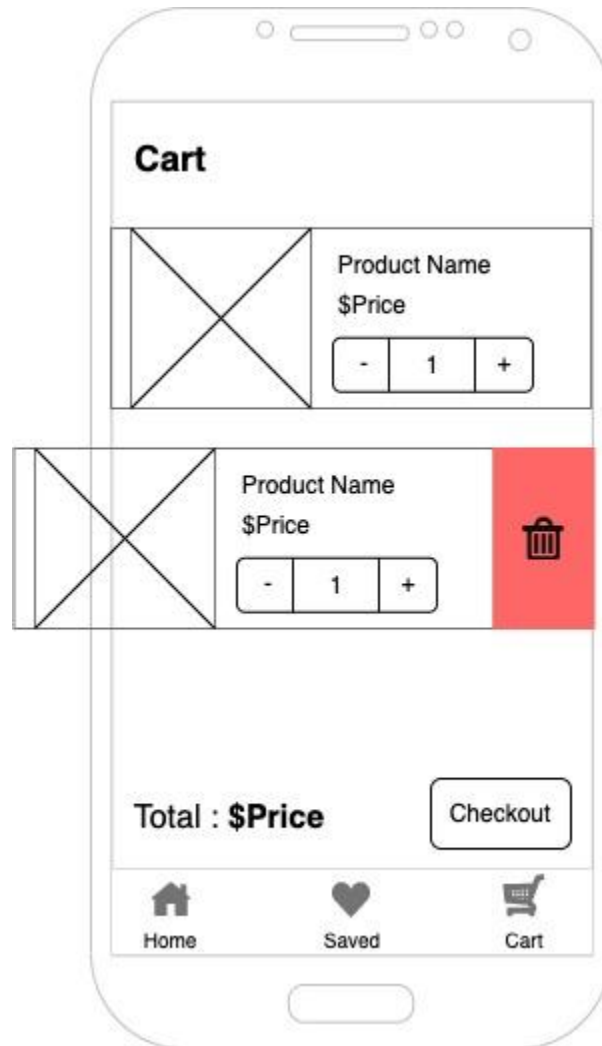 Cart
Product Name
$Price
- 1 +
Product Name
$Price
- 1 +
Total : $Price
Checkout
Home Saved Cart